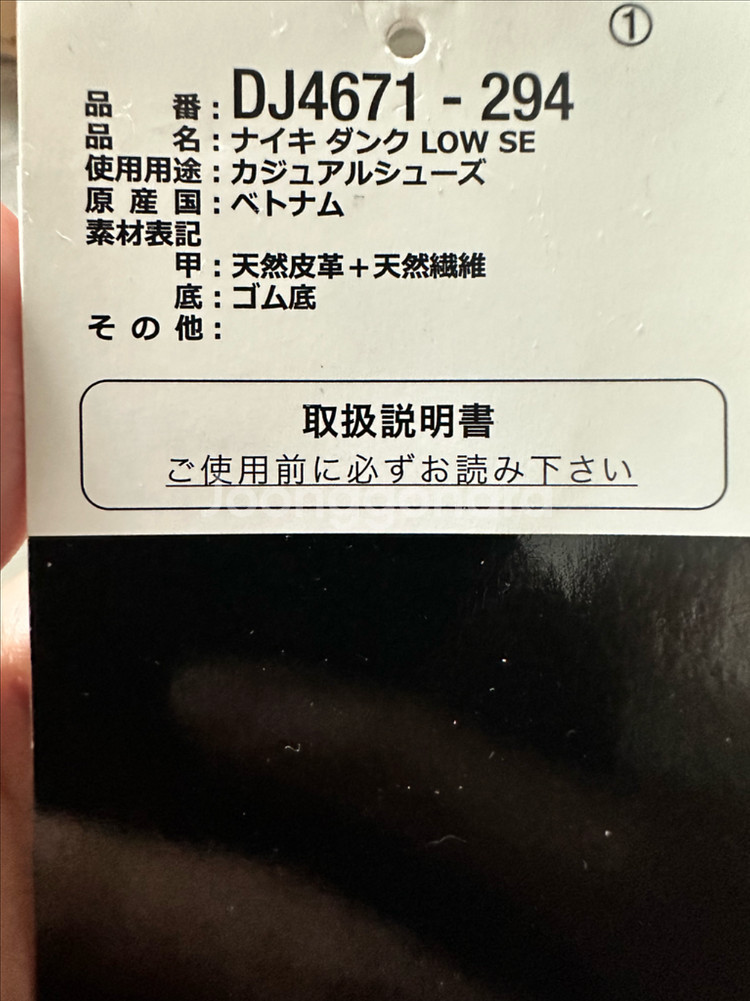 ①
品番：DJ4671 - 294
品名：ナイキ ダンク LOW SE
使用用途：カジュアルシューズ
原産国：ベトナム
素材表記
甲：天然皮革＋天然繊維
底：ゴム底
その他：
取扱説明書
ご使用前に必ずお読み下さい
Joonggonara